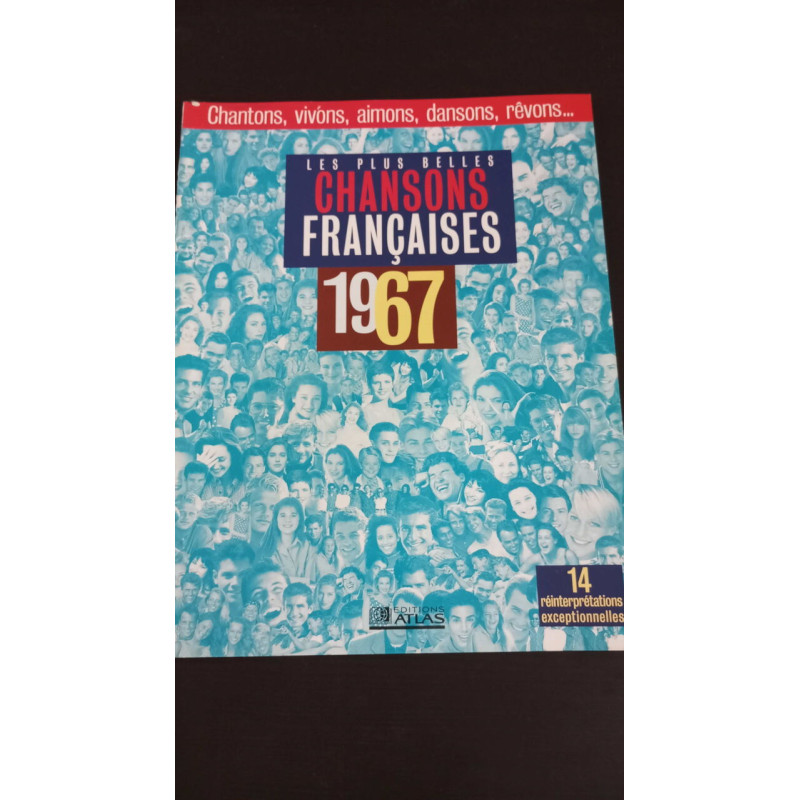 Chantons, vivons, aimons, dansons, rêvons...
LES PLUS BELLES
CHANSONS
FRANÇAISES
1967
14
réinterprétations
exceptionnelles
EDITIONS
ATLAS